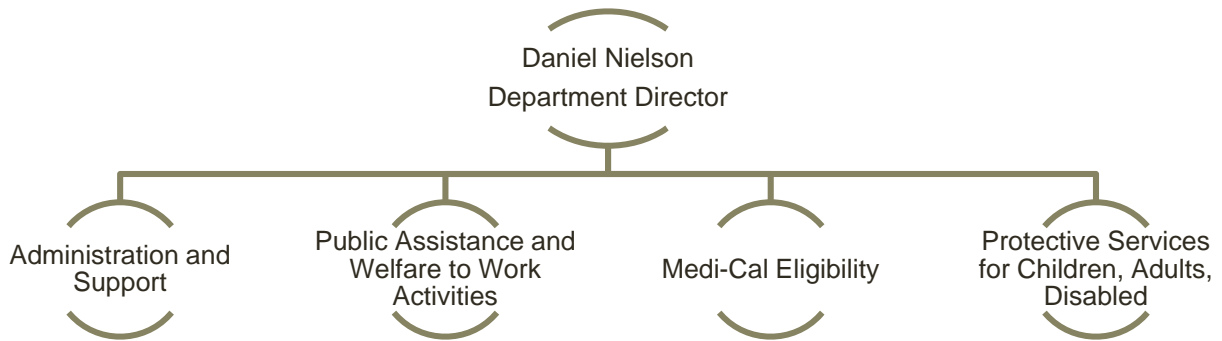 Daniel Nielson
Department Director
Administration and
Support
Public Assistance and
Welfare to Work
Activities
Medi-Cal Eligibility
Protective Services
for Children, Adults,
Disabled